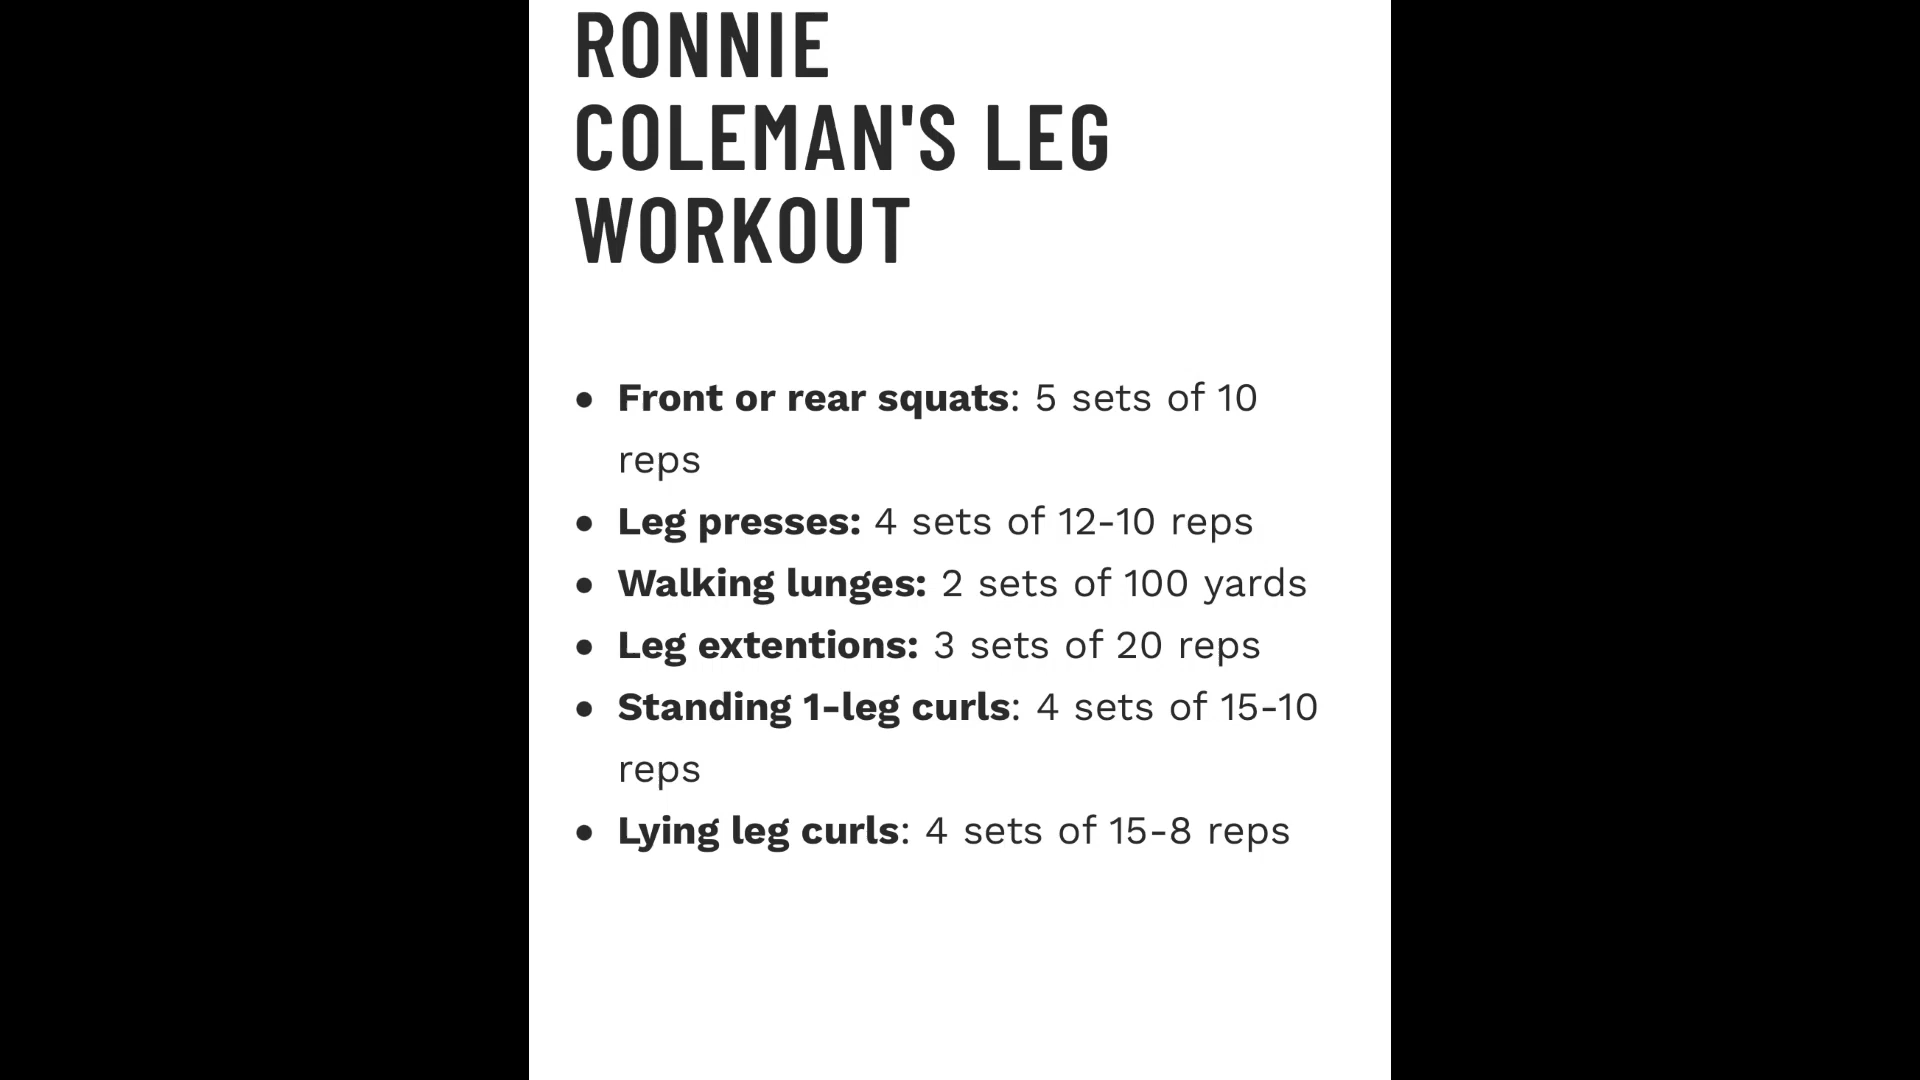 RONNIE
COLEMAN'S LEG
WORKOUT
• Front or rear squats: 5 sets of 10
reps
• Leg presses: 4 sets of 12-10 reps
• Walking lunges: 2 sets of 100 yards
• Leg extentions: 3 sets of 20 reps
• Standing 1-leg curls: 4 sets of 15-10
reps
• Lying leg curls: 4 sets of 15-8 reps